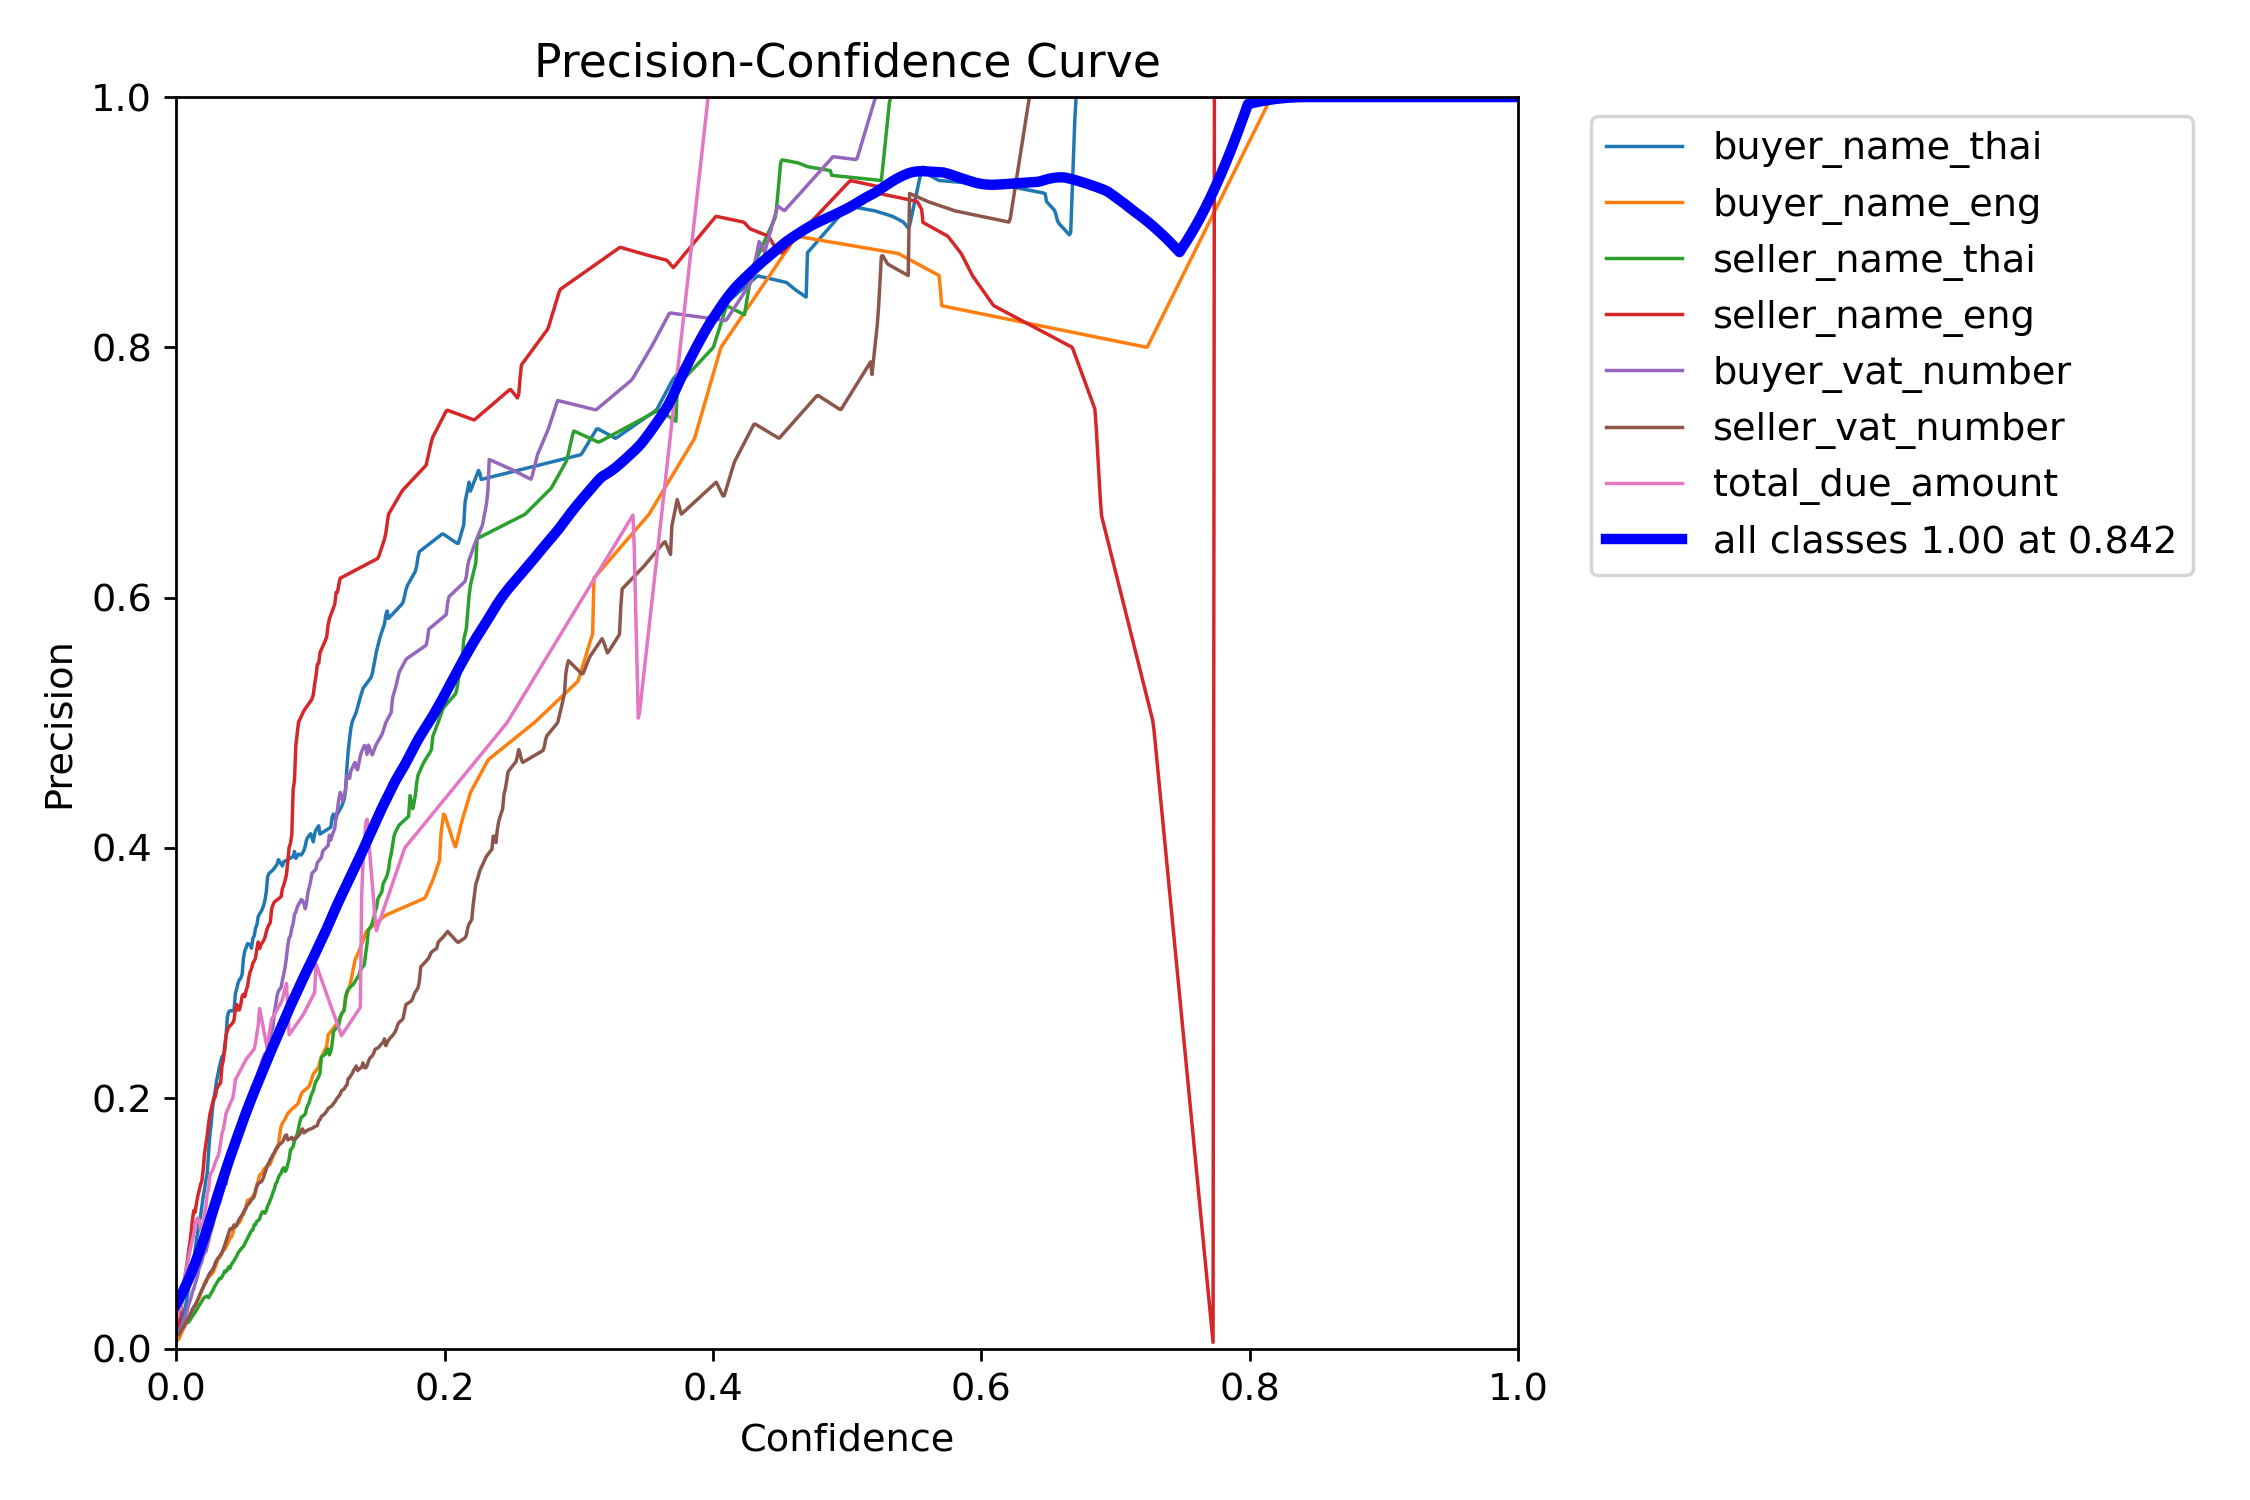 Precision-Confidence Curve
1.0
0.8
0.6
0.4
0.2
0.0
Precision
0.0 0.2 0.4 0.6 0.8 1.0
Confidence
buyer_name_thai
buyer_name_eng
seller_name_thai
seller_name_eng
buyer_vat_number
seller_vat_number
total_due_amount
all classes 1.00 at 0.842